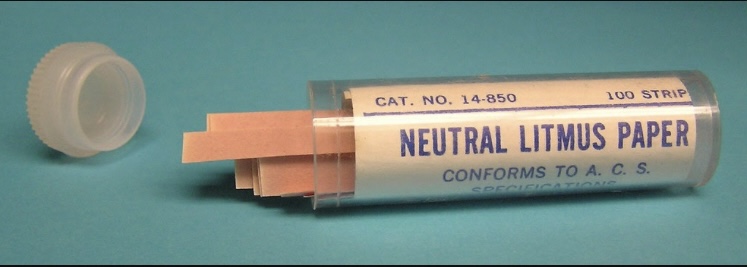 CAT. NO. 14-850 100 STRIP
NEUTRAL LITMUS PAPER
CONFORMS TO A. C. S.
SPECIFICATIONS